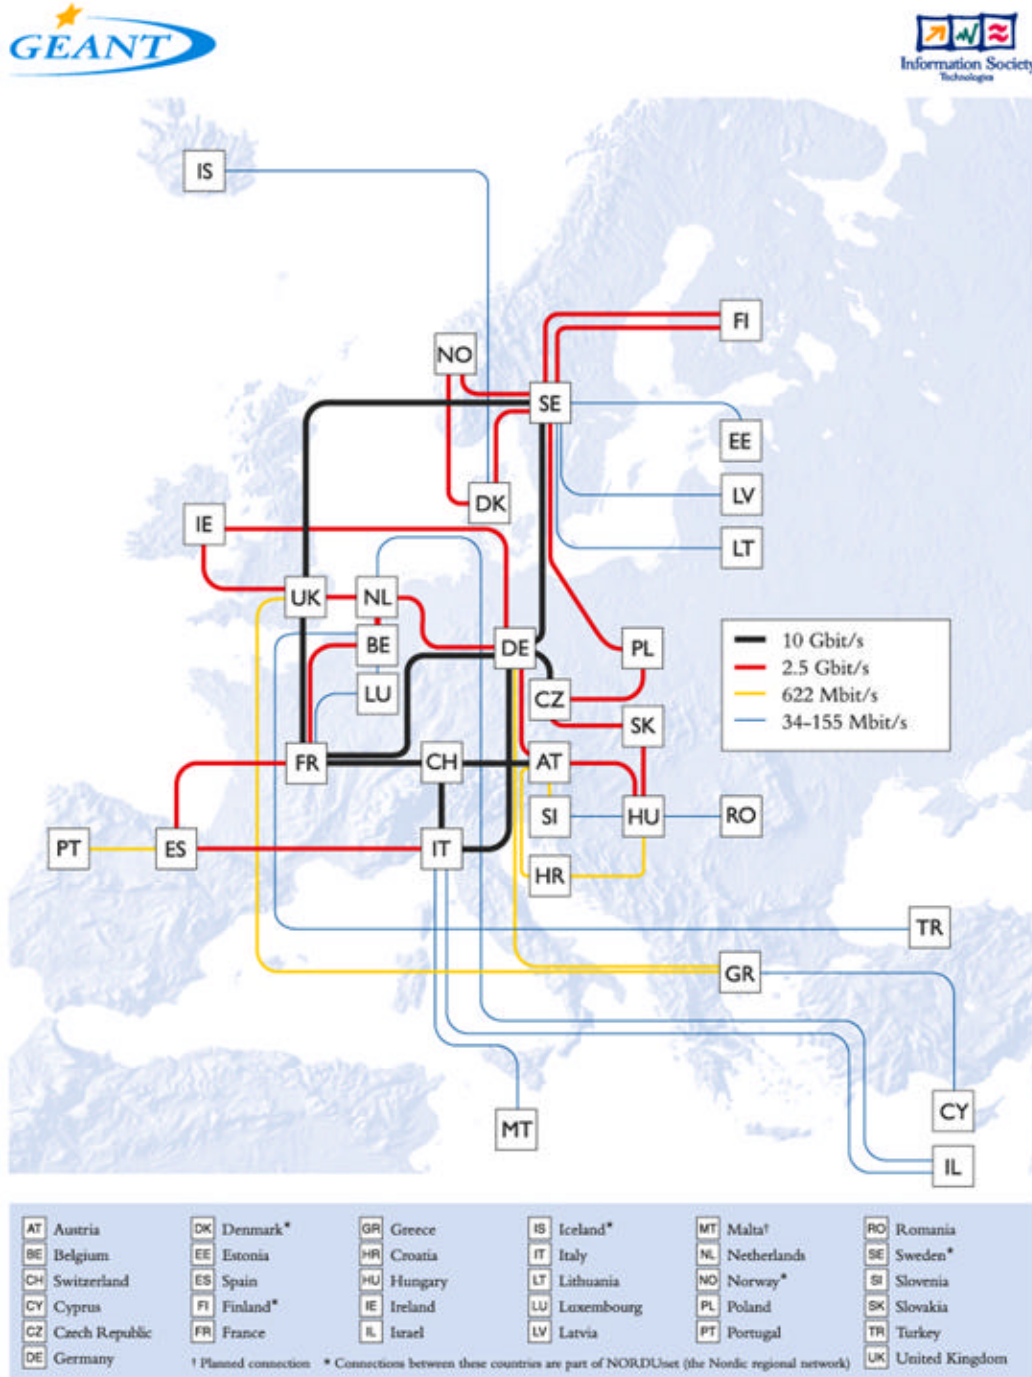 GEANT
Information Society
Technologies
IS
FI
NO
SE
EE
DK
LV
IE
LT
UK
NL
BE
DE
PL
LU
CZ
SK
FR
CH
AT
SI
HU
RO
PT
ES
IT
HR
TR
GR
CY
MT
IL
10 Gbit/s
2.5 Gbit/s
622 Mbit/s
34-155 Mbit/s
AT Austria
BE Belgium
CH Switzerland
CY Cyprus
CZ Czech Republic
DE Germany
DK Denmark*
EE Estonia
ES Spain
FI Finland*
FR France
GR Greece
HR Croatia
HU Hungary
IE Ireland
IL Israel
IS Iceland*
IT Italy
LT Lithuania
LU Luxembourg
LV Latvia
MT Malta†
NL Netherlands
NO Norway*
PL Poland
PT Portugal
RO Romania
SE Sweden*
SI Slovenia
SK Slovakia
TR Turkey
UK United Kingdom
† Planned connection * Connections between these countries are part of NORDUnet (the Nordic regional network)